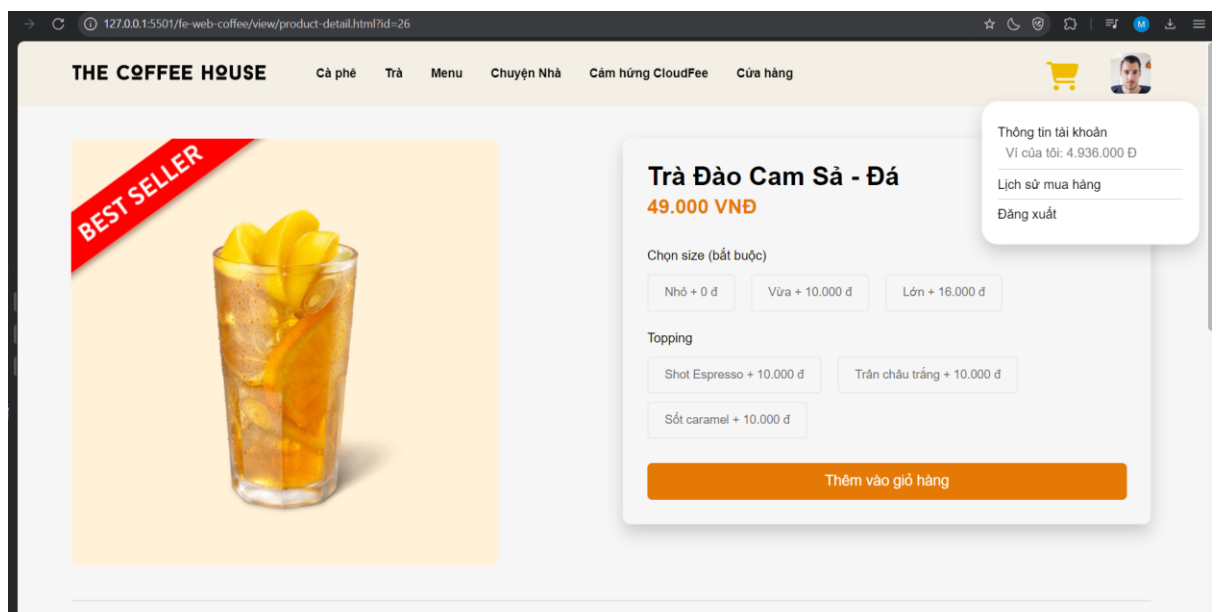 127.0.0.1:5501/fe-web-coffee/view/product-detail.html?id=26
M
THE COFFEE HOUSE
Cà phê
Trà
Menu
Chuyện Nhà
Cảm hứng CloudFee
Cửa hàng
Thông tin tài khoản
Ví của tôi: 4.936.000 Đ
Lịch sử mua hàng
Đăng xuất
BEST SELLER
Trà Đào Cam Sả - Đá
49.000 VNĐ
Chọn size (bắt buộc)
Nhỏ + 0 đ
Vừa + 10.000 đ
Lớn + 16.000 đ
Topping
Shot Espresso + 10.000 đ
Trân châu trắng + 10.000 đ
Sốt caramel + 10.000 đ
Thêm vào giỏ hàng